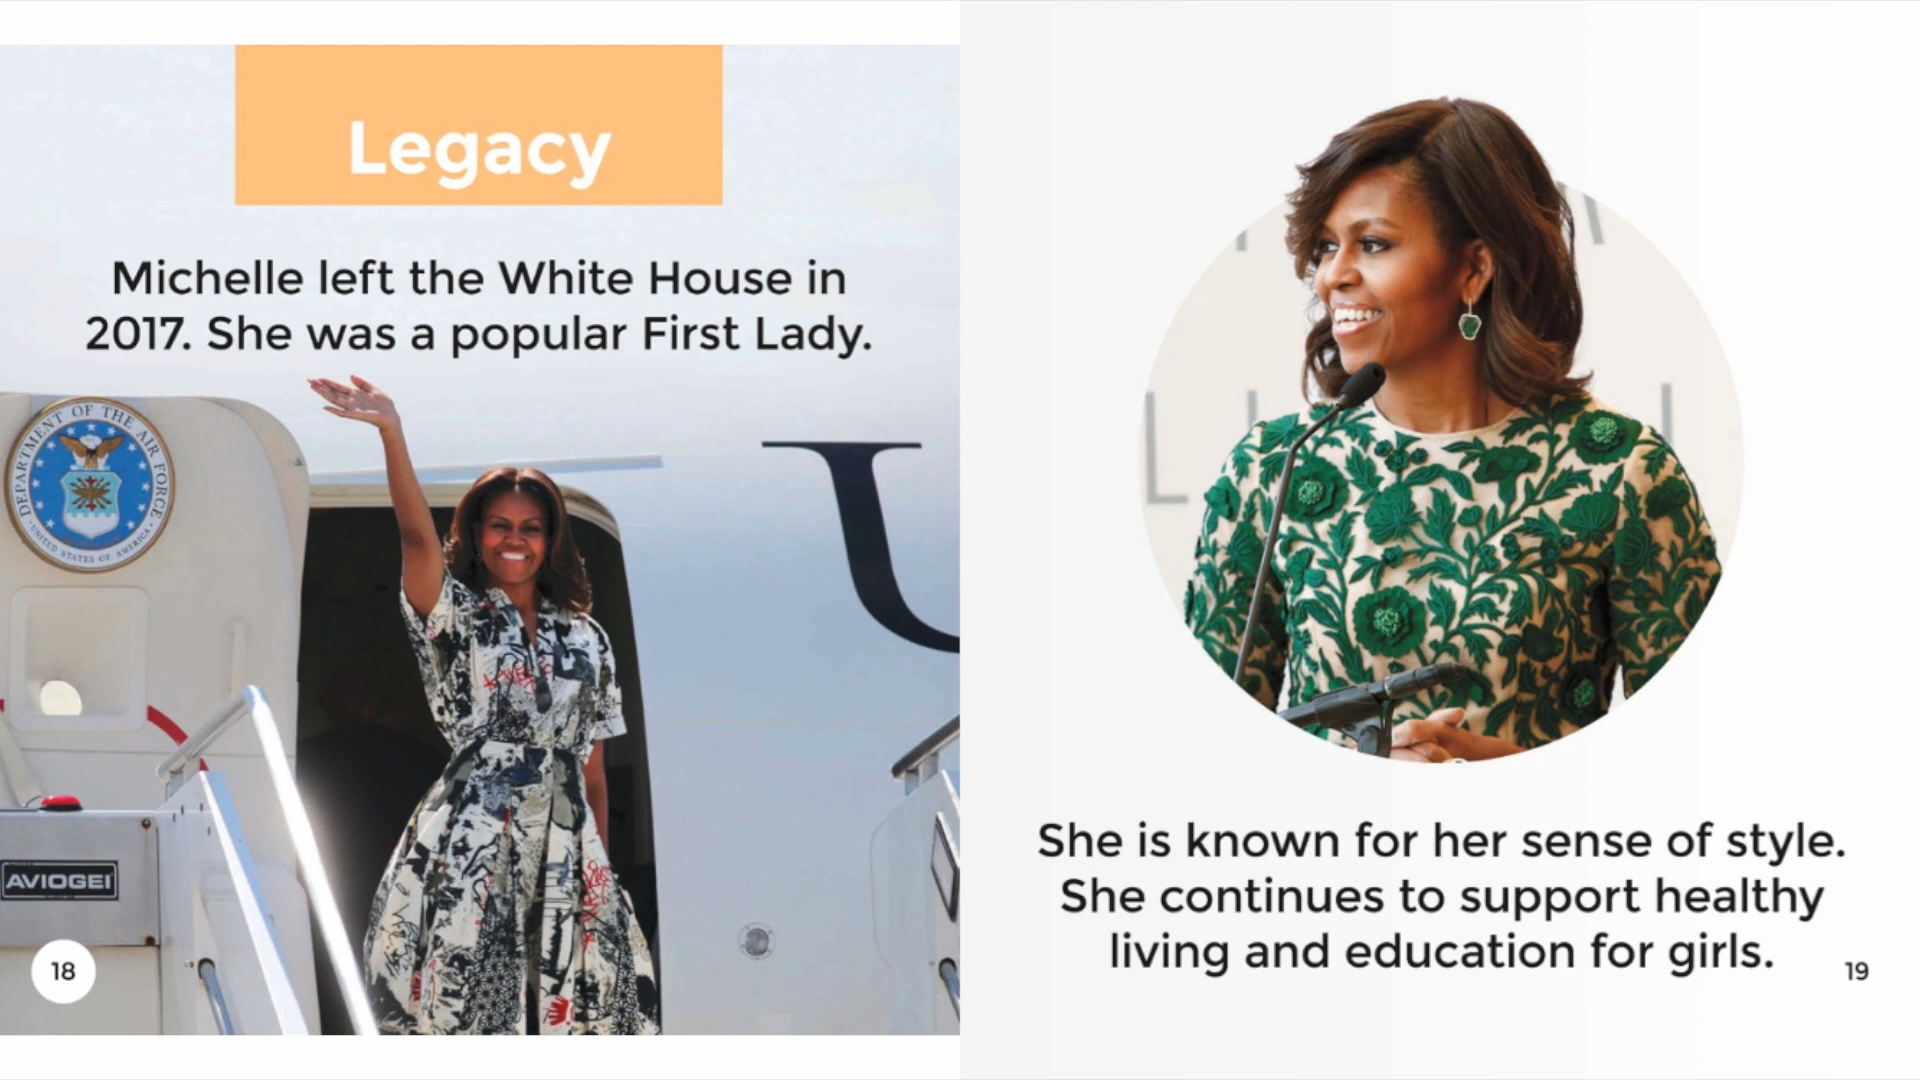 Legacy
Michelle left the White House in
2017. She was a popular First Lady.
DEPARTMENT OF THE AIR FORCE
UNITED STATES OF AMERICA
U
AVIOGEI
18
She is known for her sense of style.
She continues to support healthy
living and education for girls.
19